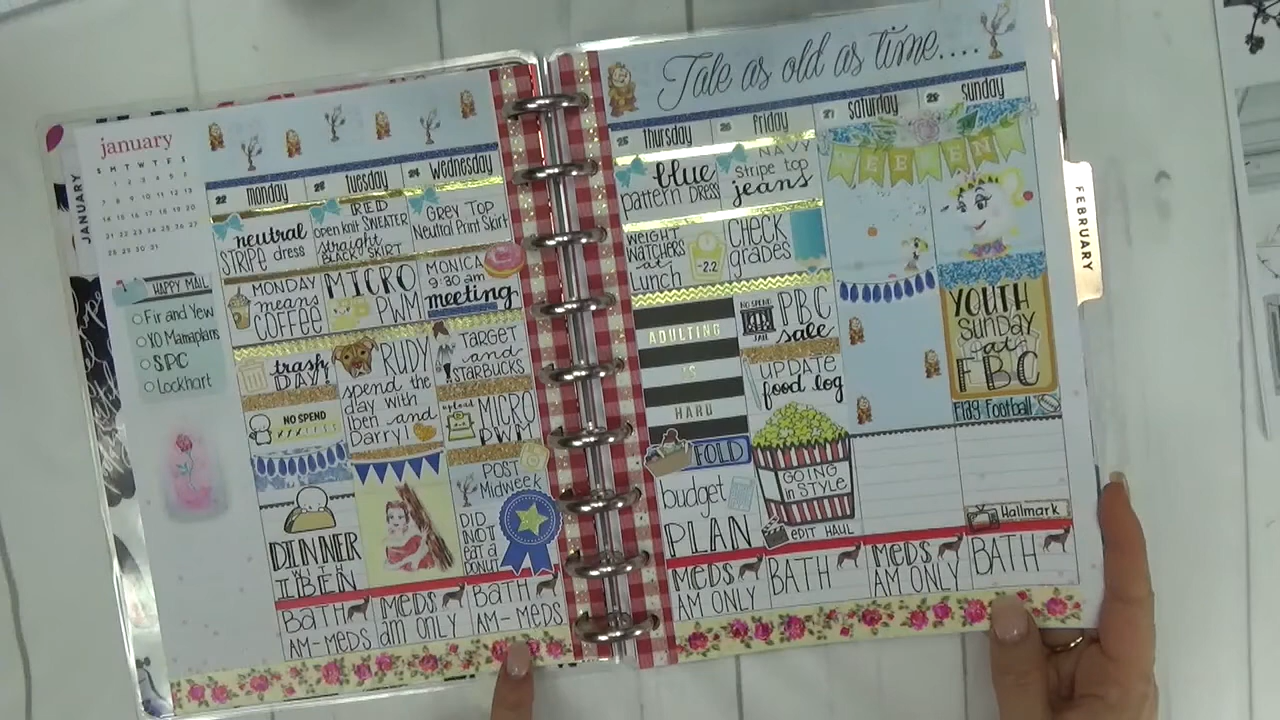 january
S M T W T F S
1 2 3 4 5 6
7 8 9 10 11 12 13
14 15 16 17 18 19 20
21 22 23 24 25 26 27
28 29 30 31
JANUARY
HAPPY MAIL
Fir and Yew
YO Mamaplans
SPC
Lockhart
22 monday
neutral
STRIPE dress
MONDAY
means
COFFEE
trash
DAY
NO SPEND
DINNER
WITH
IBEN
BATH
AM-MEDS
23 tuesday
RED
open knit SWEATER
straight
BLACK SKIRT
MICRO
PWM
RUDY
spend the
day with
Iben and
Darry!
meds
am ONLY
24 wednesday
GREY TOP
Neutral Print Skirt
MONICA
9:30 am
meeting
TARGET
and
STARBUCKS
upload
MICRO
PWM
POST
Midweek
DID
NOT
eat a
DONUT
BATH
AM-MEDS
Tale as old as time....
25 thursday
blue
pattern DRESS
WEIGHT
WATCHERS
at
Lunch
-2.2
ADULTING
IS
HARD
FOLD
budget
PLAN
meds
AM ONLY
26 friday
NAVY
stripe top
jeans
CHECK
grades
NO SPEND
JAIL
PBC
sale
UPDATE
food log
GOING
in STYLE
eDIT HAUL
BATH
27 saturday
meds
AM ONLY
28 sunday
YOUTH
Sunday
at
FBC
Flag Football
Hallmark
BATH
FEBRUARY